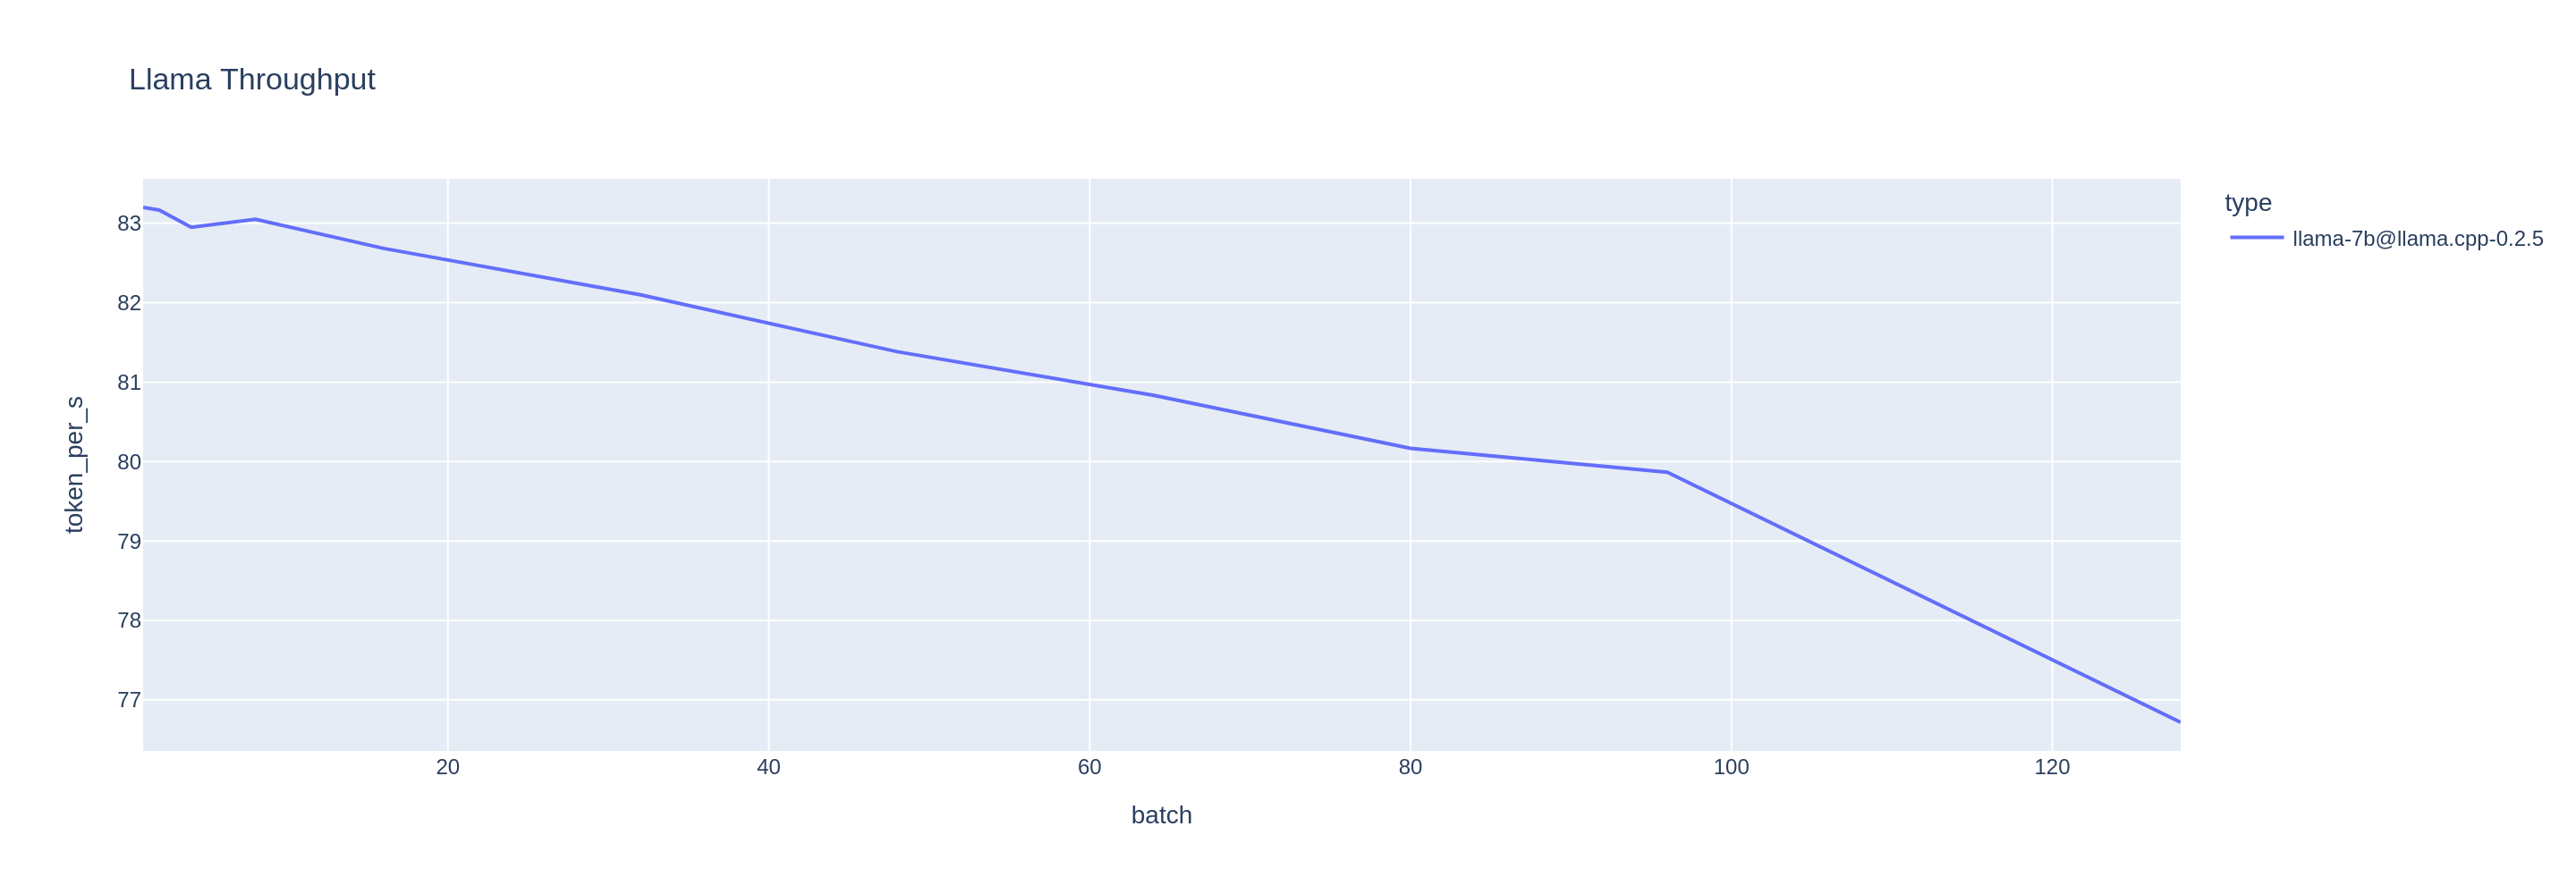 Llama Throughput
83
82
81
80
79
78
77
token_per_s
20 40 60 80 100 120
batch
type
llama-7b@llama.cpp-0.2.5